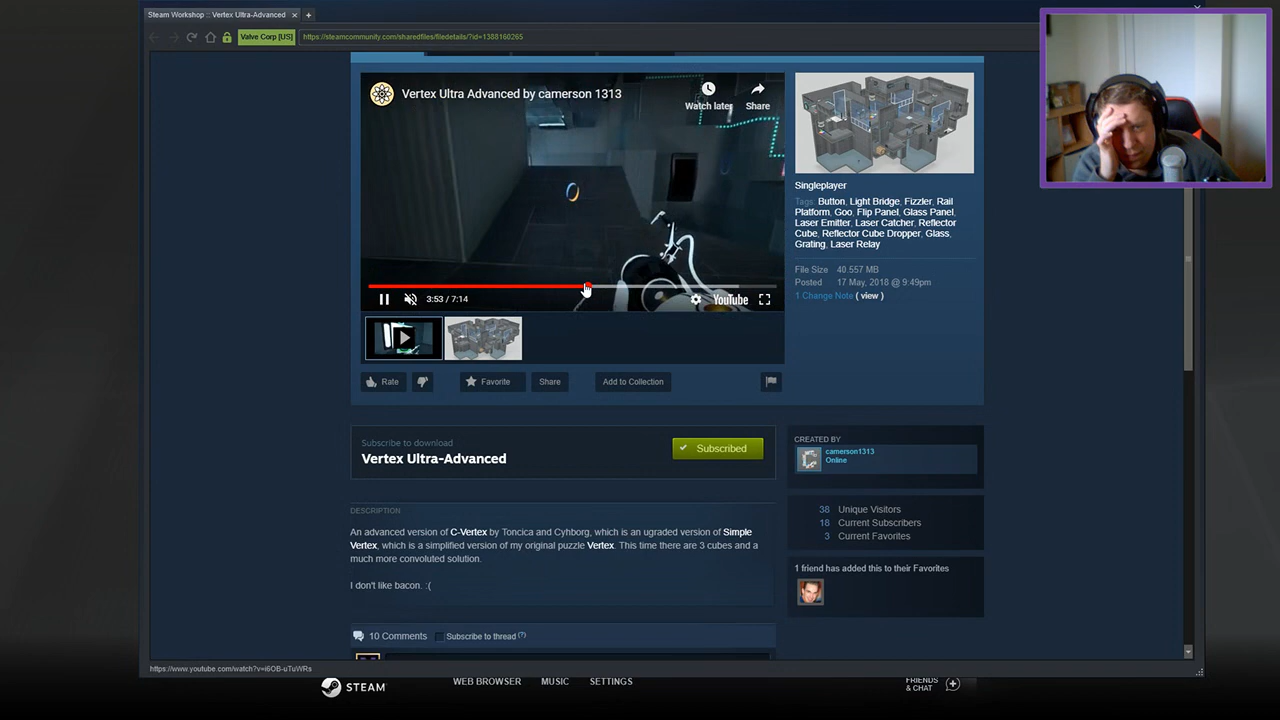 Steam Workshop :: Vertex Ultra-Advanced
Valve Corp [US]
https://steamcommunity.com/sharedfiles/filedetails/?id=1388160265
Vertex Ultra Advanced by camerson 1313
Watch later
Share
3:53 / 7:14
YouTube
Singleplayer
Tags: Button, Light Bridge, Fizzler, Rail
Platform, Goo, Flip Panel, Glass Panel,
Laser Emitter, Laser Catcher, Reflector
Cube, Reflector Cube Dropper, Glass,
Grating, Laser Relay
File Size 40.557 MB
Posted 17 May, 2018 @ 9:49pm
1 Change Note ( view )
Rate
Favorite
Share
Add to Collection
Subscribe to download
Vertex Ultra-Advanced
Subscribed
CREATED BY
camerson1313
Online
DESCRIPTION
An advanced version of C-Vertex by Toncica and Cyhborg, which is an ugraded version of Simple
Vertex, which is a simplified version of my original puzzle Vertex. This time there are 3 cubes and a
much more convoluted solution.
I don't like bacon. :(
38 Unique Visitors
18 Current Subscribers
3 Current Favorites
1 friend has added this to their Favorites
10 Comments
Subscribe to thread (?)
https://www.youtube.com/watch?v=i6OB-uTuWRs
STEAM
WEB BROWSER
MUSIC
SETTINGS
FRIENDS
& CHAT